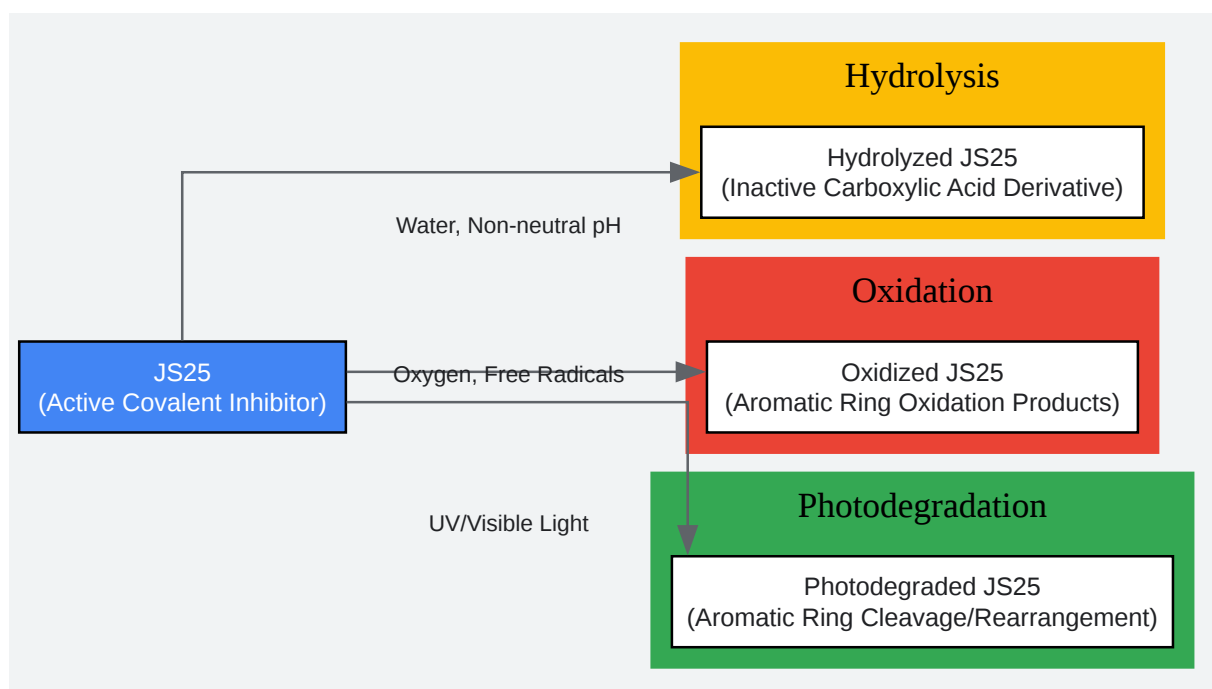 Hydrolysis
Hydrolyzed JS25
(Inactive Carboxylic Acid Derivative)
Water, Non-neutral pH
Oxidation
JS25
(Active Covalent Inhibitor)
Oxygen, Free Radicals
Oxidized JS25
(Aromatic Ring Oxidation Products)
Photodegradation
UV/Visible Light
Photodegraded JS25
(Aromatic Ring Cleavage/Rearrangement)